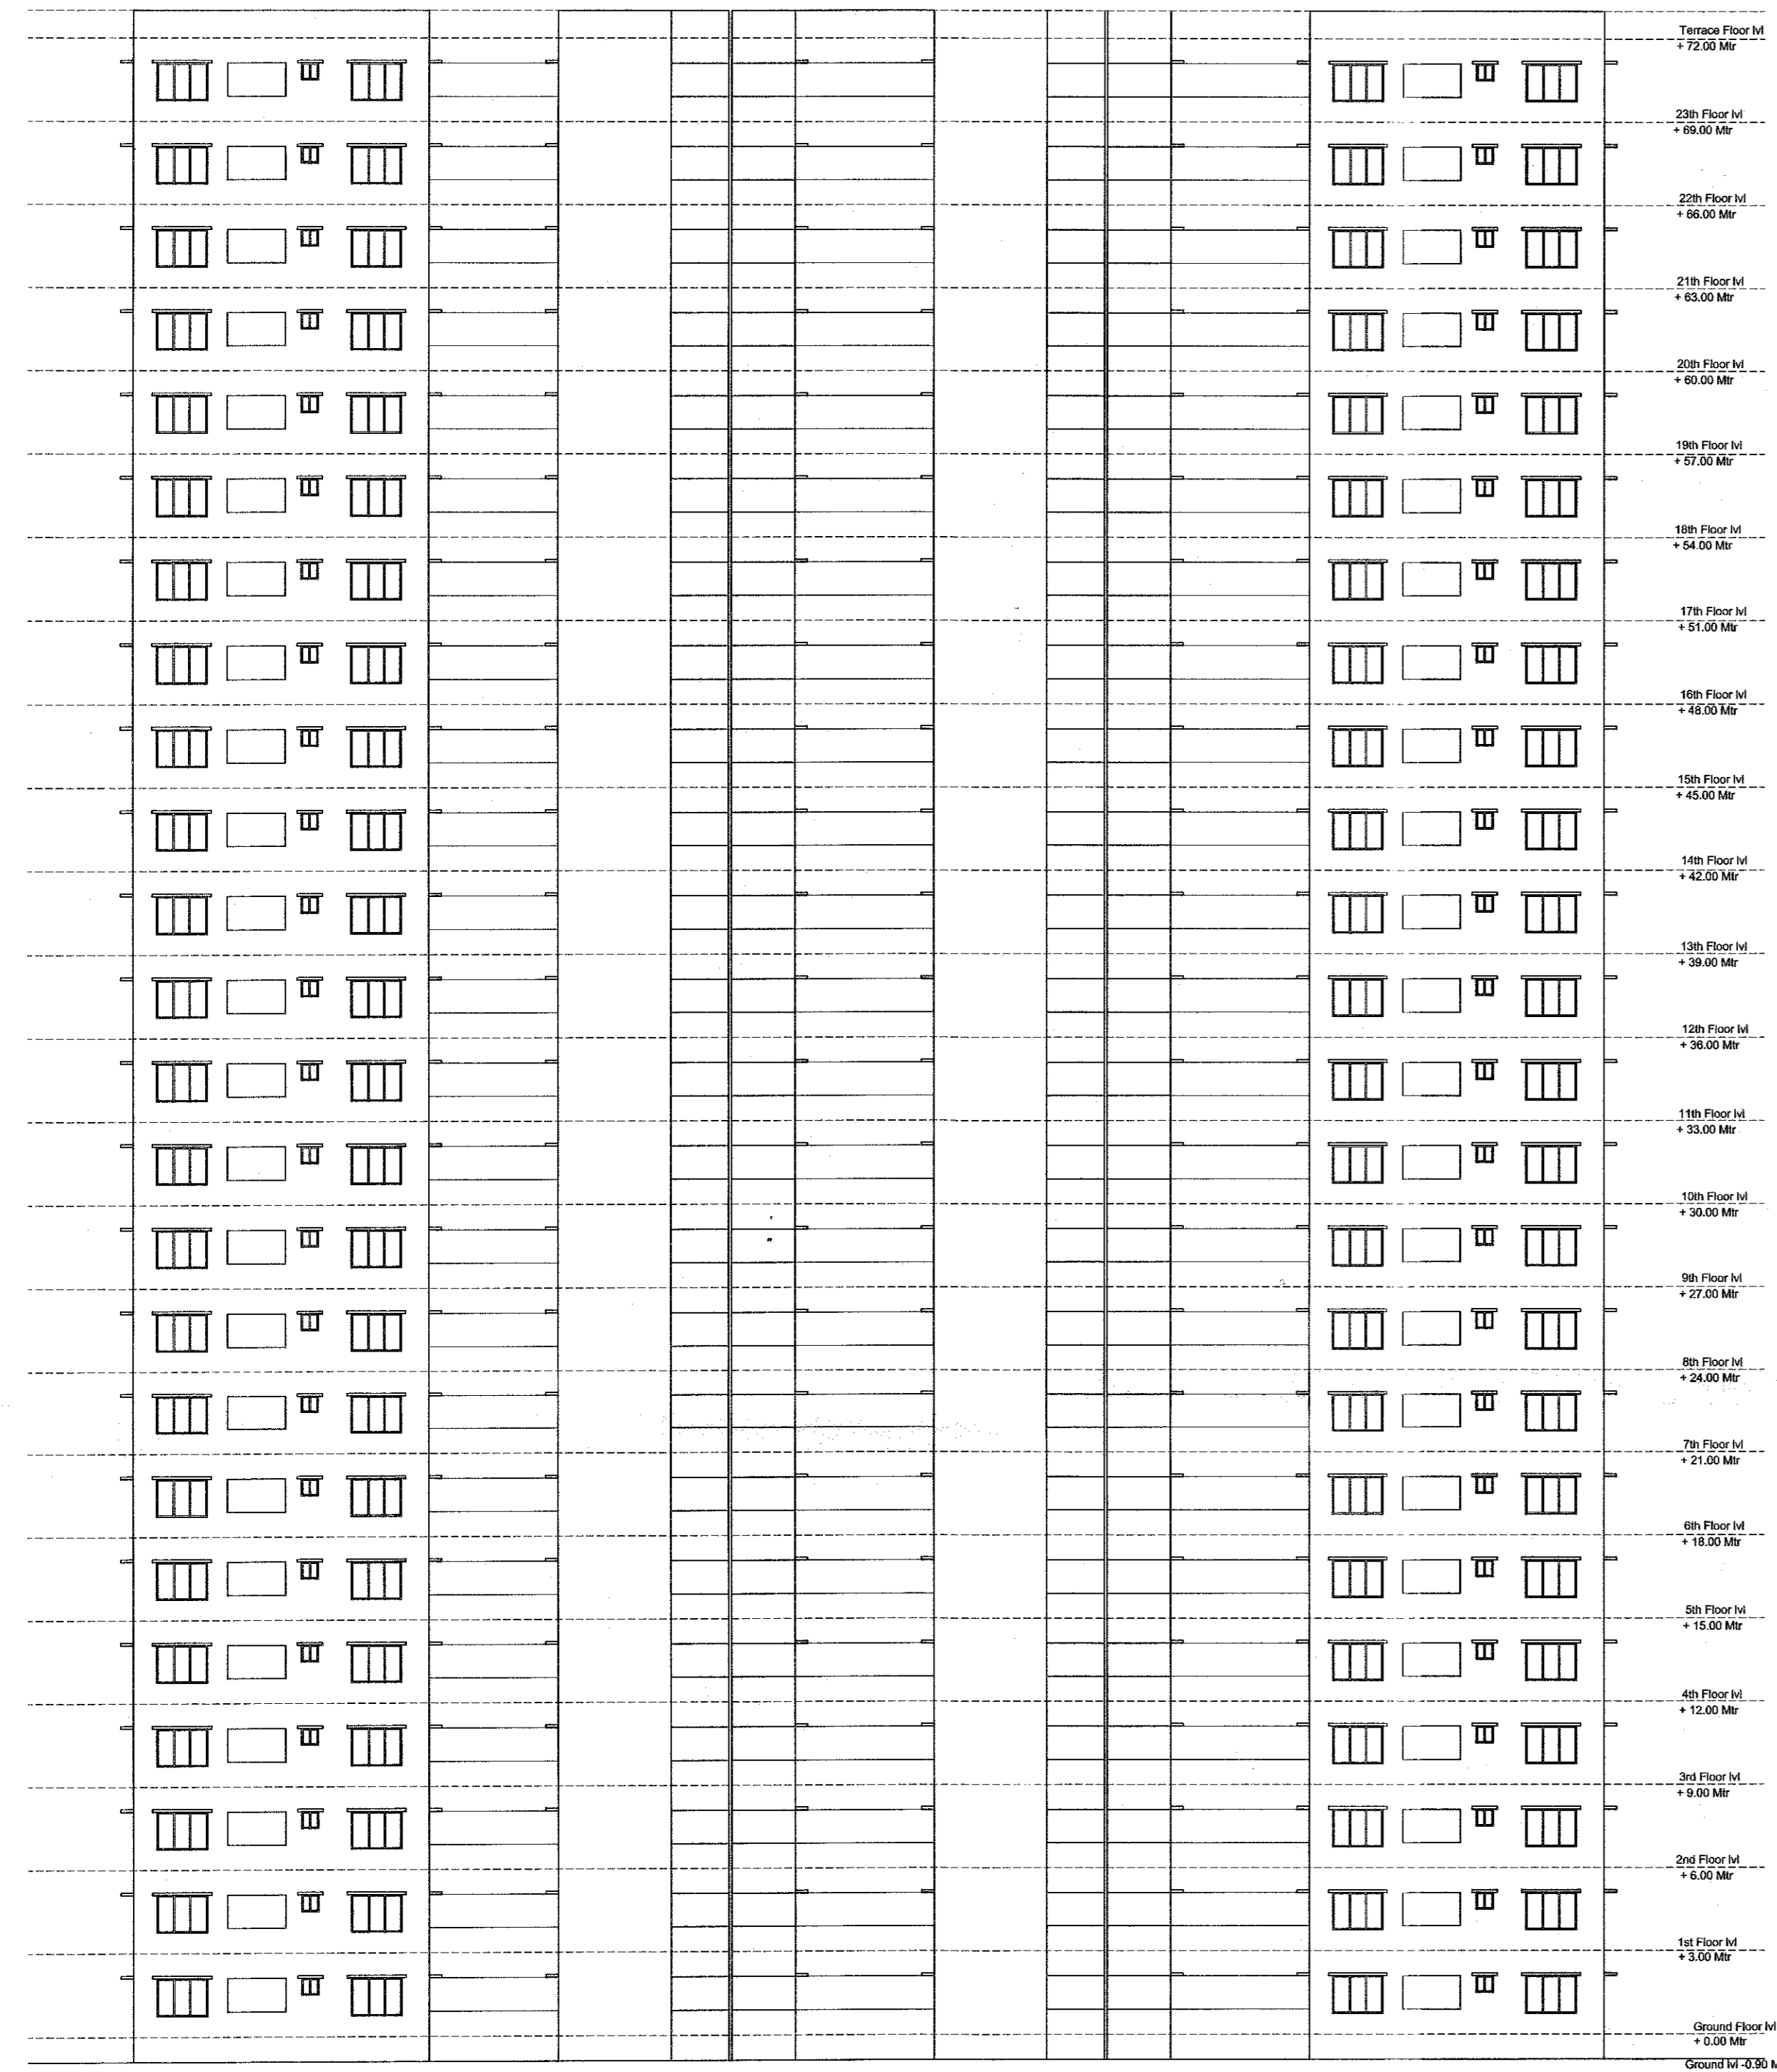 Terrace Floor lvl
+ 72.00 Mtr
23th Floor lvl
+ 69.00 Mtr
22th Floor lvl
+ 66.00 Mtr
21th Floor lvl
+ 63.00 Mtr
20th Floor lvl
+ 60.00 Mtr
19th Floor lvl
+ 57.00 Mtr
18th Floor lvl
+ 54.00 Mtr
17th Floor lvl
+ 51.00 Mtr
16th Floor lvl
+ 48.00 Mtr
15th Floor lvl
+ 45.00 Mtr
14th Floor lvl
+ 42.00 Mtr
13th Floor lvl
+ 39.00 Mtr
12th Floor lvl
+ 36.00 Mtr
11th Floor lvl
+ 33.00 Mtr
10th Floor lvl
+ 30.00 Mtr
9th Floor lvl
+ 27.00 Mtr
8th Floor lvl
+ 24.00 Mtr
7th Floor lvl
+ 21.00 Mtr
6th Floor lvl
+ 18.00 Mtr
5th Floor lvl
+ 15.00 Mtr
4th Floor lvl
+ 12.00 Mtr
3rd Floor lvl
+ 9.00 Mtr
2nd Floor lvl
+ 6.00 Mtr
1st Floor lvl
+ 3.00 Mtr
Ground Floor lvl
+ 0.00 Mtr
Ground lvl -0.90